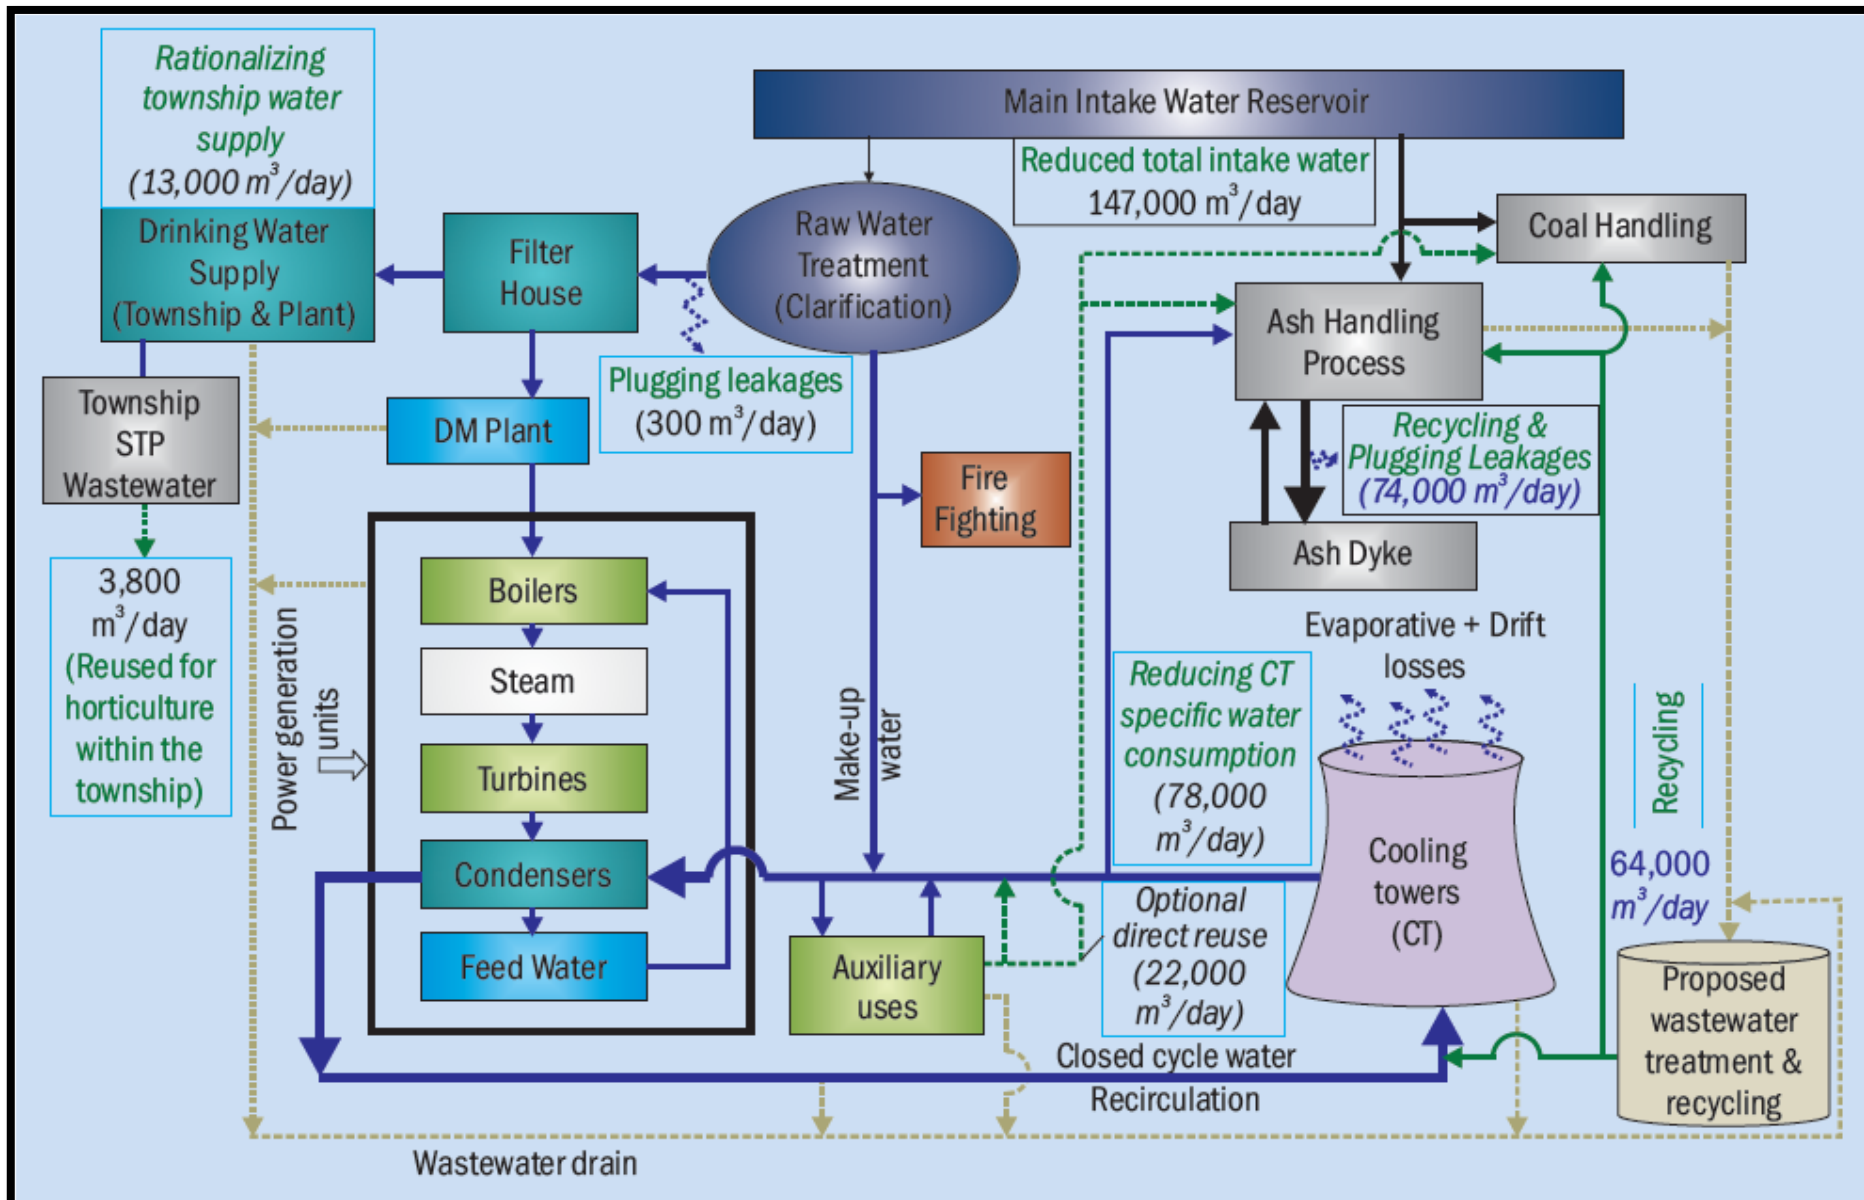 Rationalizing
township water
supply
(13,000 m³/day)
Drinking Water
Supply
(Township & Plant)
Township
STP
Wastewater
3,800
m³/day
(Reused for
horticulture
within the
township)
Filter
House
DM Plant
Main Intake Water Reservoir
Reduced total intake water
147,000 m³/day
Raw Water
Treatment
(Clarification)
Plugging leakages
(300 m³/day)
Fire
Fighting
Coal Handling
Ash Handling
Process
Recycling &
Plugging Leakages
(74,000 m³/day)
Ash Dyke
Power generation
units
Boilers
Steam
Turbines
Condensers
Feed Water
Make-up
water
Auxiliary
uses
Reducing CT
specific water
consumption
(78,000
m³/day)
Optional
direct reuse
(22,000
m³/day)
Evaporative + Drift
losses
Cooling
towers
(CT)
Recycling
64,000
m³/day
Proposed
wastewater
treatment &
recycling
Closed cycle water
Recirculation
Wastewater drain